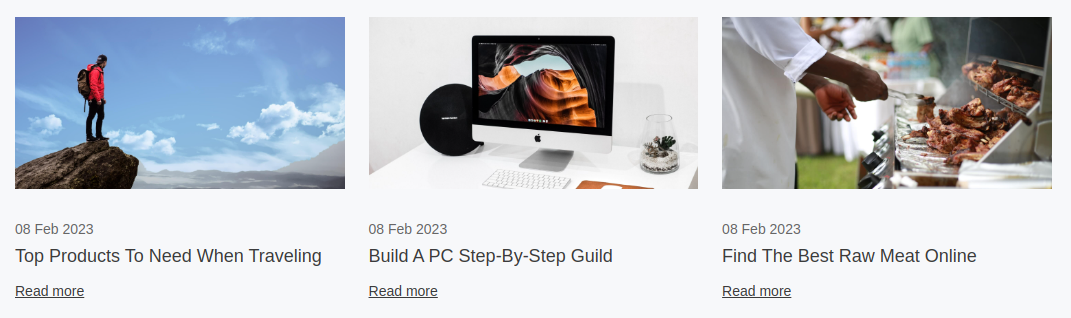 08 Feb 2023
Top Products To Need When Traveling
Read more
08 Feb 2023
Build A PC Step-By-Step Guild
Read more
08 Feb 2023
Find The Best Raw Meat Online
Read more